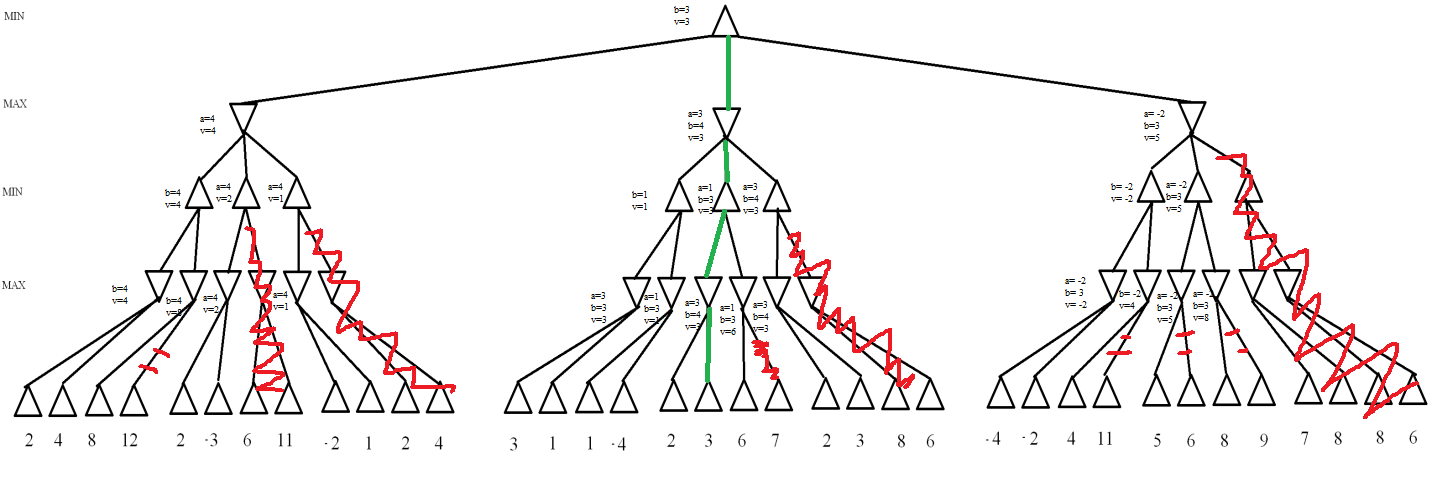 MIN
b=3
v=3
MAX
a=4
v=4
a=3
b=4
v=3
a= -2
b=3
v=5
MIN
b=4
v=4
a=4
v=2
a=4
v=1
b=1
v=1
a=1
b=3
v=3
a=3
b=4
v=3
b= -2
v= -2
a= -2
b=3
v=5
MAX
b=4
v=4
b=4
a=4
v=2
a=4
v=1
a=3
b=3
v=3
a=1
b=3
a=3
b=4
v=3
a=1
b=3
v=6
a=3
b=4
v=3
a= -2
b= 3
v= -2
b= -2
v=4
a= -2
b=3
v=5
a= -2
b=3
v=8
2 4 8 12 2 -3 6 11 -2 1 2 4 3 1 1 -4 2 3 6 7 2 3 8 6 -4 -2 4 11 5 6 8 9 7 8 8 6